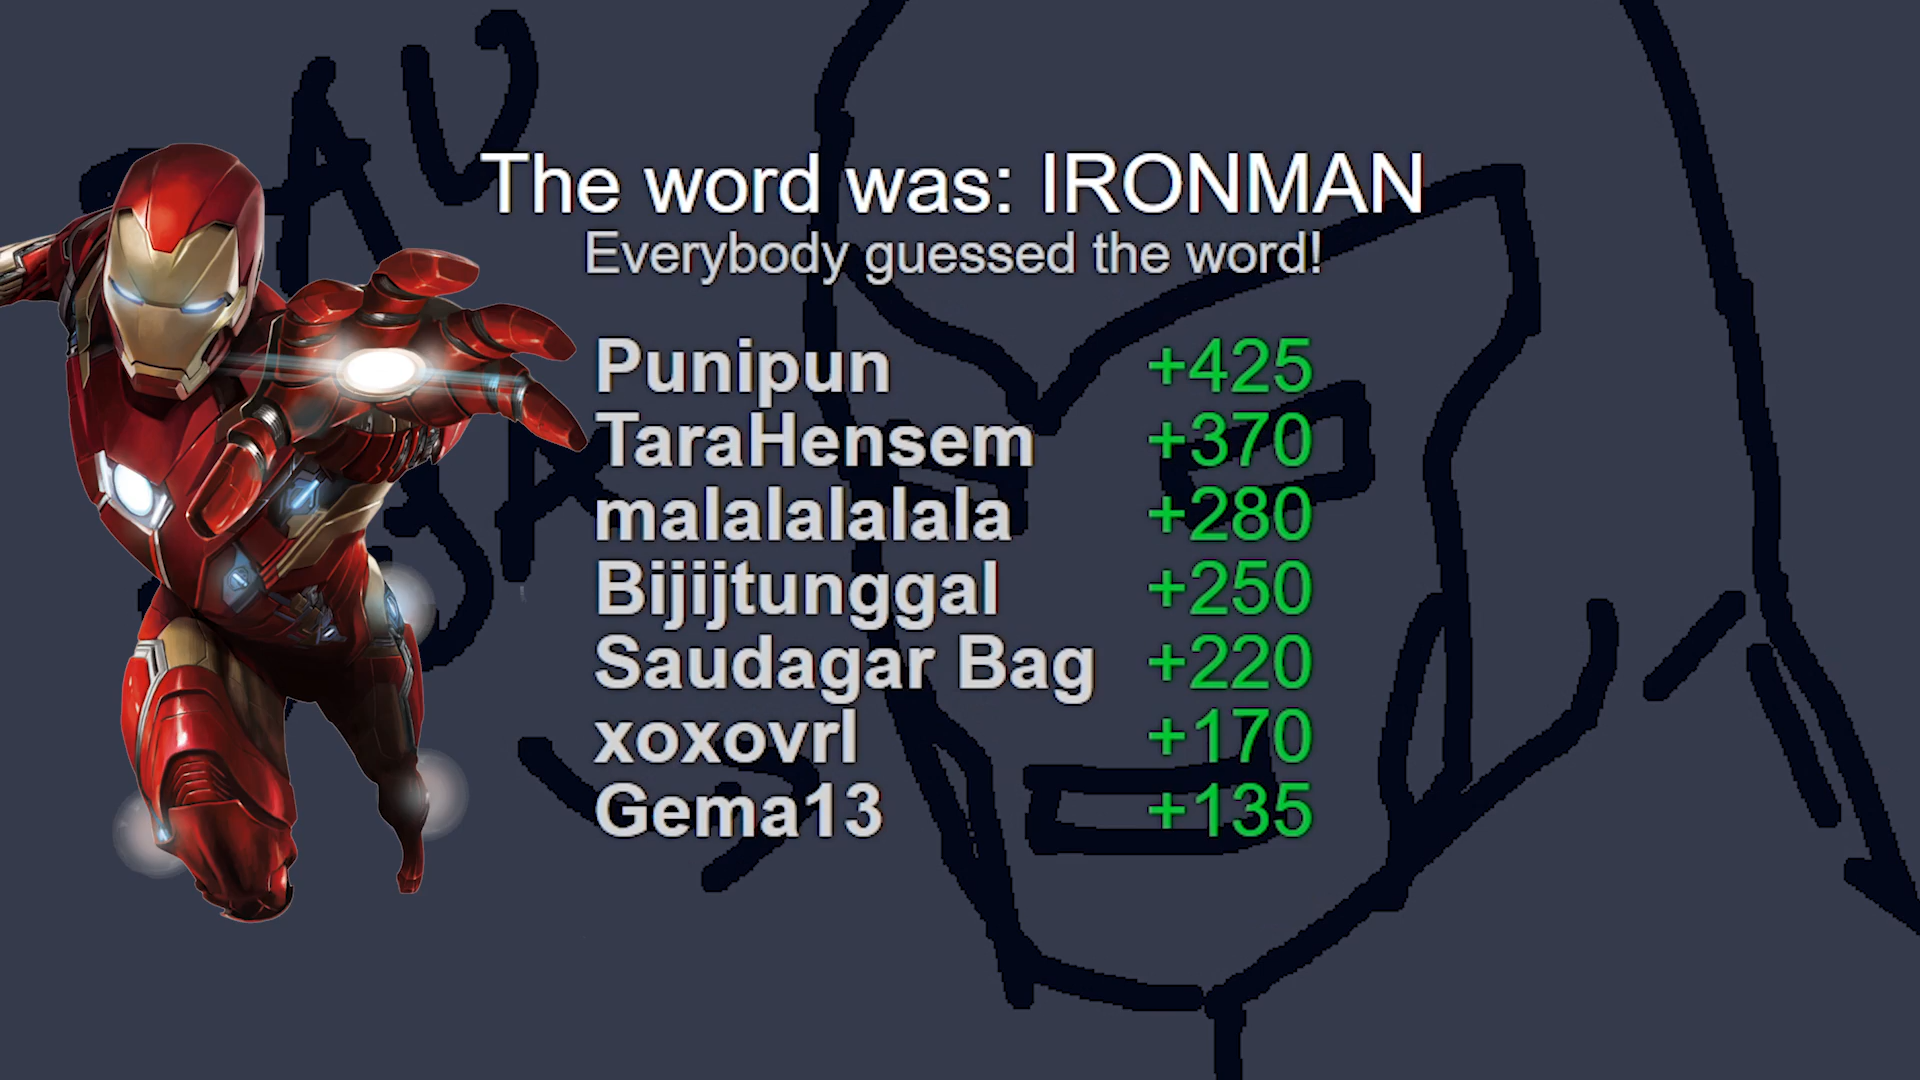 The word was: IRONMAN
Everybody guessed the word!
Punipun +425
TaraHensem +370
malalalalala +280
Bijijtunggal +250
Saudagar Bag +220
xoxovrl +170
Gema13 +135